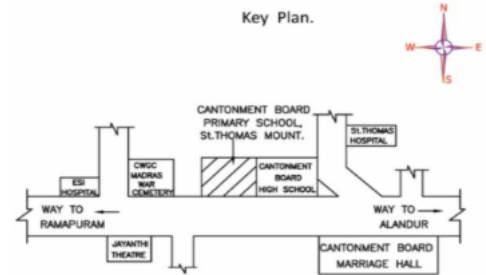 Key Plan.
N
W
E
S
CANTONMENT BOARD
PRIMARY SCHOOL,
St.THOMAS MOUNT.
St.THOMAS
HOSPITAL
CWGC
MADRAS
WAR
CEMETERY
CANTONMENT
BOARD
HIGH SCHOOL
ESI
HOSPITAL
WAY TO
RAMAPURAM
WAY TO
ALANDUR
JAYANTHI
THEATRE
CANTONMENT BOARD
MARRIAGE HALL